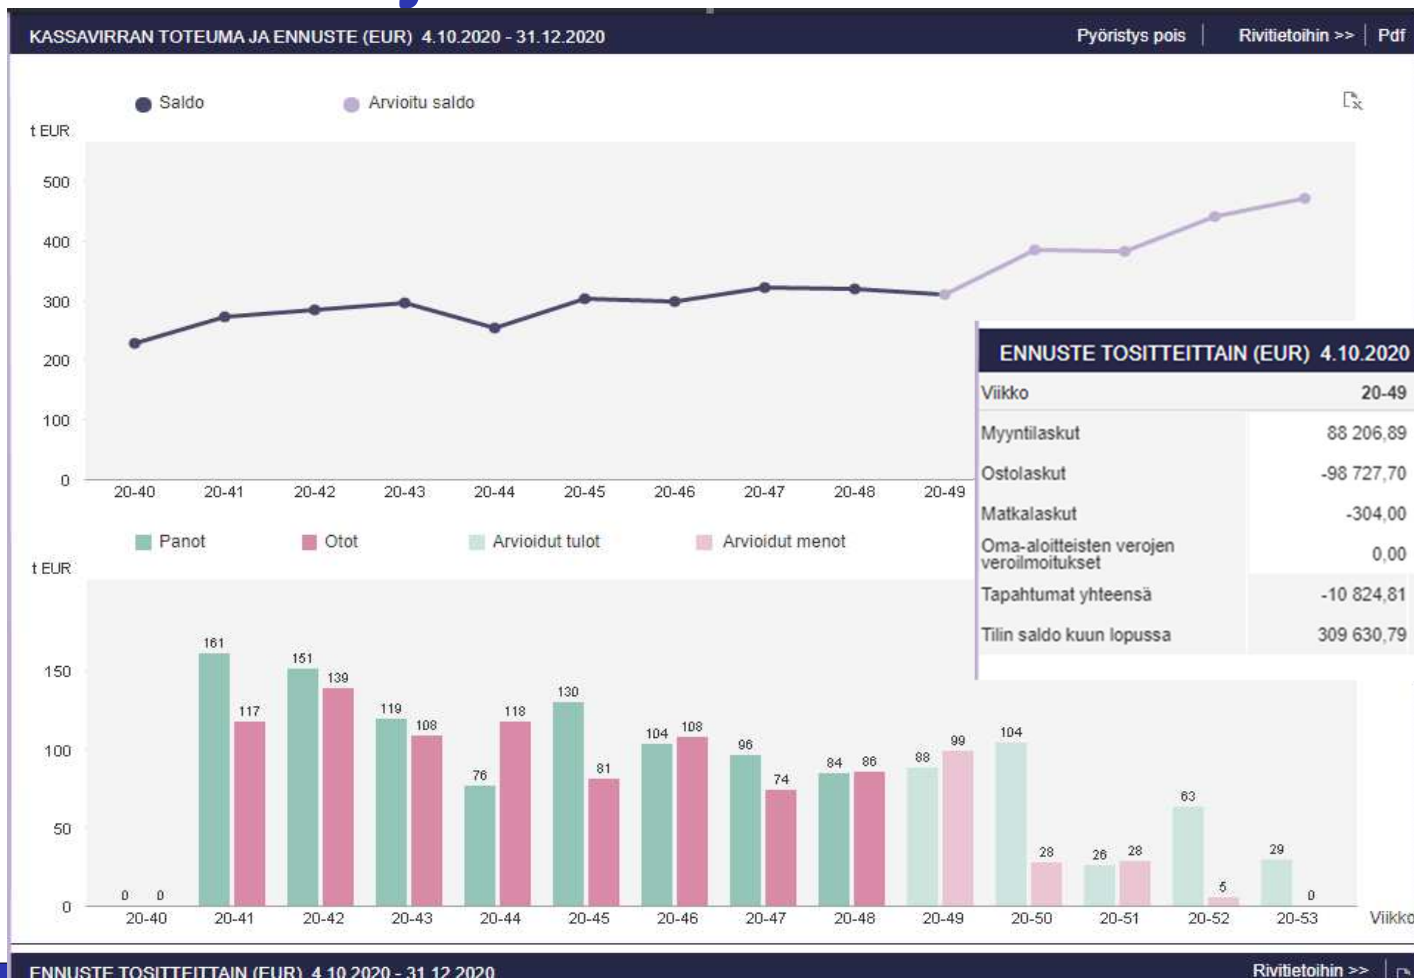 KASSAVIRRAN TOTEUMA JA ENNUSTE (EUR) 4.10.2020 - 31.12.2020
Pyöristys pois
Rivitietoihin >>
Pdf
Saldo
Arvioitu saldo
t EUR
500
400
300
200
100
0
20-40 20-41 20-42 20-43 20-44 20-45 20-46 20-47 20-48 20-49
ENNUSTE TOSITTEITTAIN (EUR) 4.10.2020
Viikko 20-49
Myyntilaskut 88 206,89
Ostolaskut -98 727,70
Matkalaskut -304,00
Oma-aloitteisten verojen
veroilmoitukset 0,00
Tapahtumat yhteensä -10 824,81
Tilin saldo kuun lopussa 309 630,79
Panot
Otot
Arvioidut tulot
Arvioidut menot
t EUR
150
100
50
0
0 0
161 117
151 139
119 108
76 118
130 81
104 108
96 74
84 86
88 99
104 28
26 28
63 5
29 0
20-40 20-41 20-42 20-43 20-44 20-45 20-46 20-47 20-48 20-49 20-50 20-51 20-52 20-53 Viikko
ENNUSTE TOSITTEITTAIN (EUR) 4.10.2020 - 31.12.2020
Rivitietoihin >>